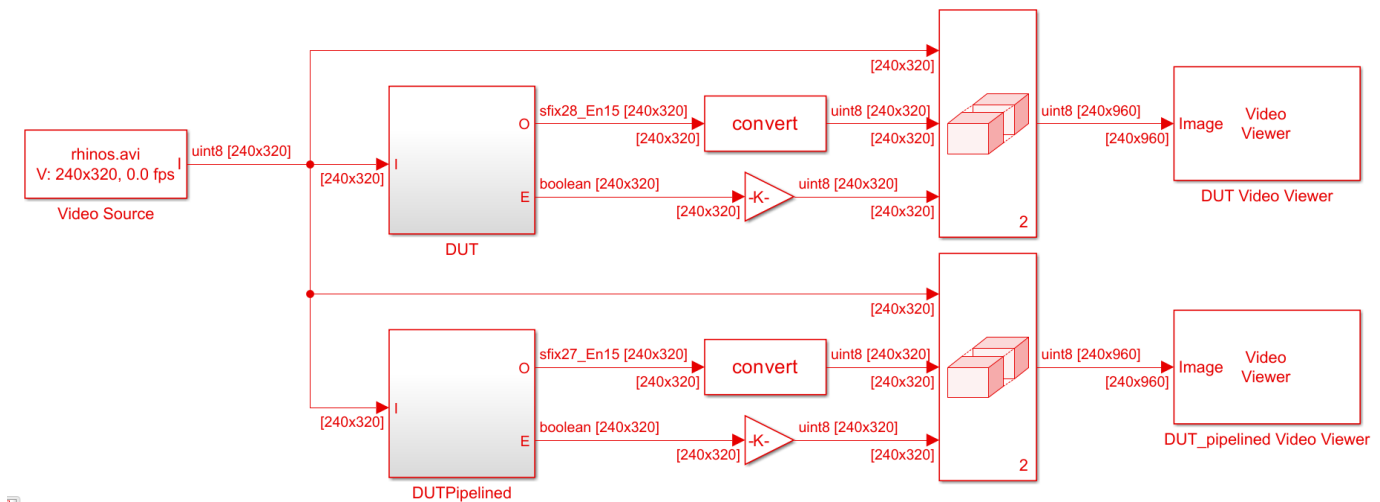 [240x320]
sfix28_En15 [240x320]
uint8 [240x320]
O
convert
[240x320]
[240x320]
uint8 [240x960]
Image
Video
Viewer
[240x960]
rhinos.avi
V: 240x320, 0.0 fps
I
uint8 [240x320]
I
[240x320]
Video Source
boolean [240x320]
uint8 [240x320]
E
-K-
[240x320]
[240x320]
DUT Video Viewer
2
DUT
[240x320]
sfix27_En15 [240x320]
uint8 [240x320]
O
convert
[240x320]
[240x320]
uint8 [240x960]
Image
Video
Viewer
[240x960]
I
[240x320]
boolean [240x320]
uint8 [240x320]
E
-K-
[240x320]
[240x320]
DUT_pipelined Video Viewer
2
DUTPipelined